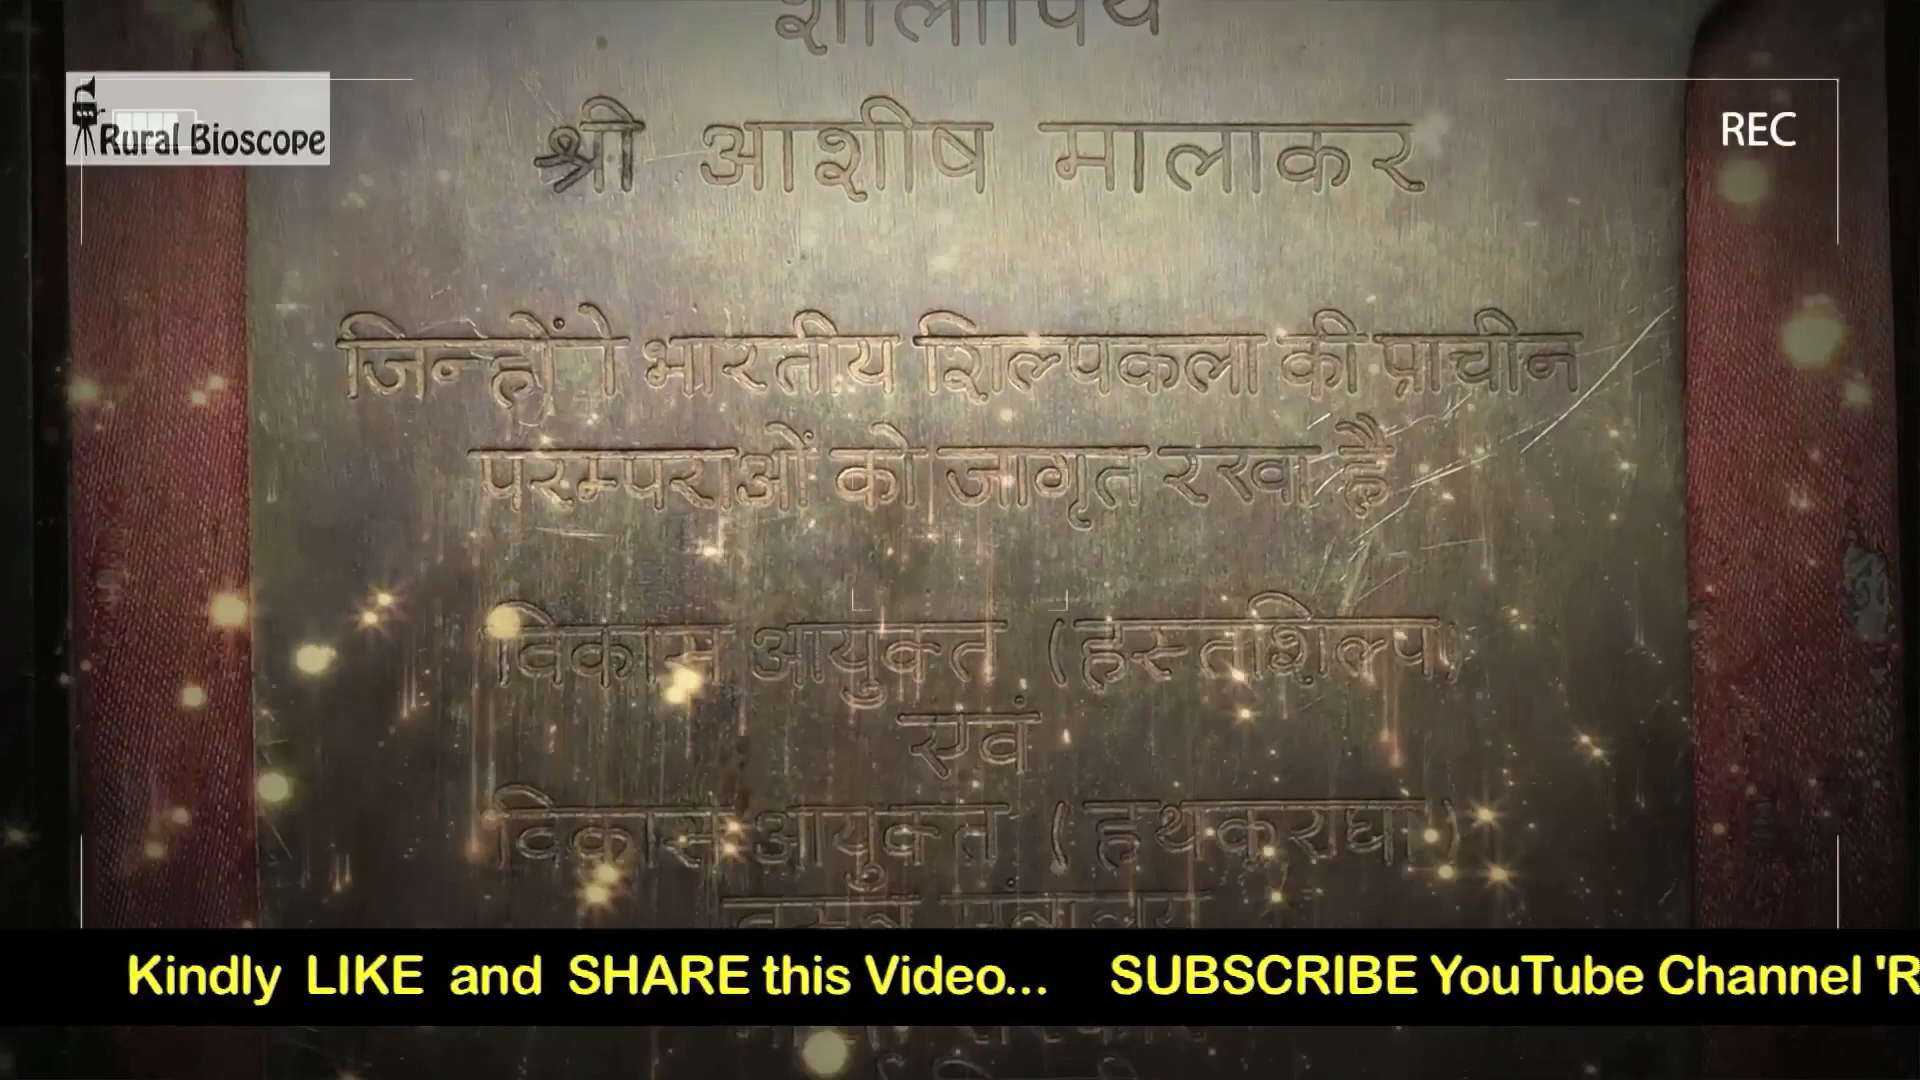 Rural Bioscope
REC
श्री आशीष मालाकर
जिन्होंने भारतीय शिल्पकला की प्राचीन
परम्पराओं को जागृत रखा है
विकास आयुक्त (हस्तशिल्प)
एवं
विकास आयुक्त (हथकरघा)
Kindly LIKE and SHARE this Video... SUBSCRIBE YouTube Channel 'R